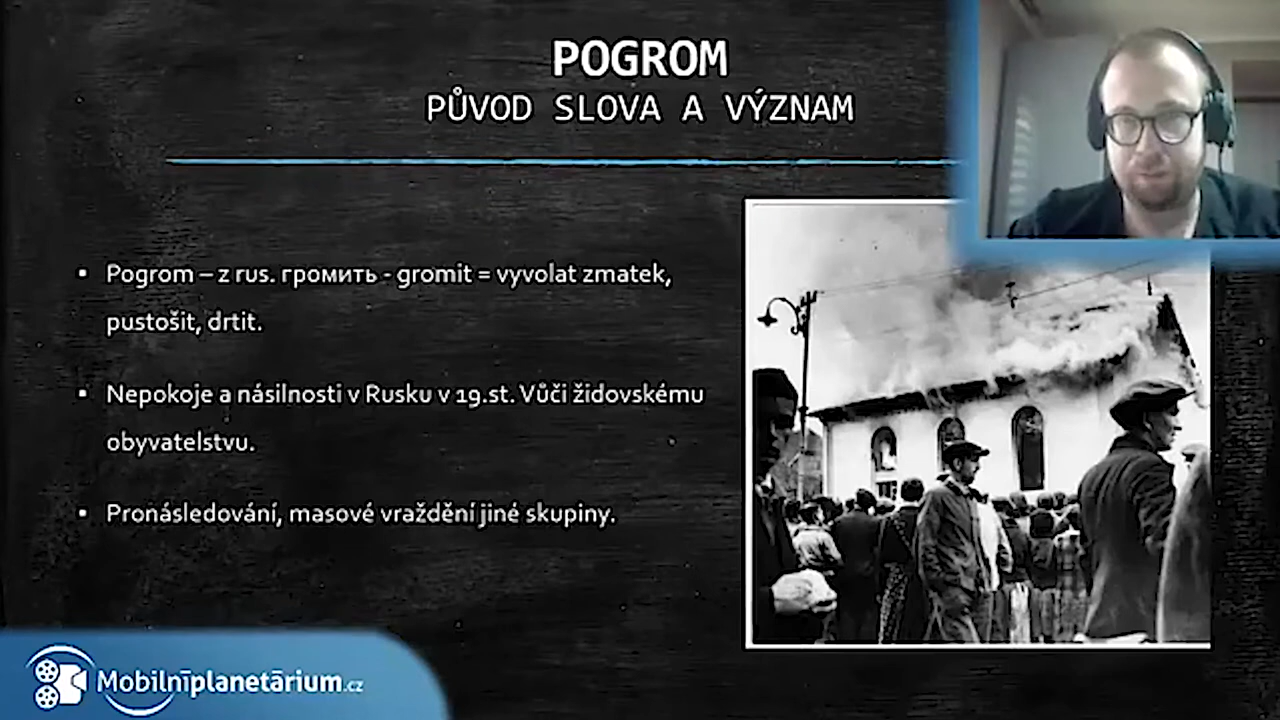 POGROM
PŮVOD SLOVA A VÝZNAM
▪ Pogrom – z rus. громить - gromit = vyvolat zmatek,
pustošit, drtit.
▪ Nepokoje a násilnosti v Rusku v 19.st. Vůči židovskému
obyvatelstvu.
▪ Pronásledování, masové vraždění jiné skupiny.
Mobilníplanetárium.cz